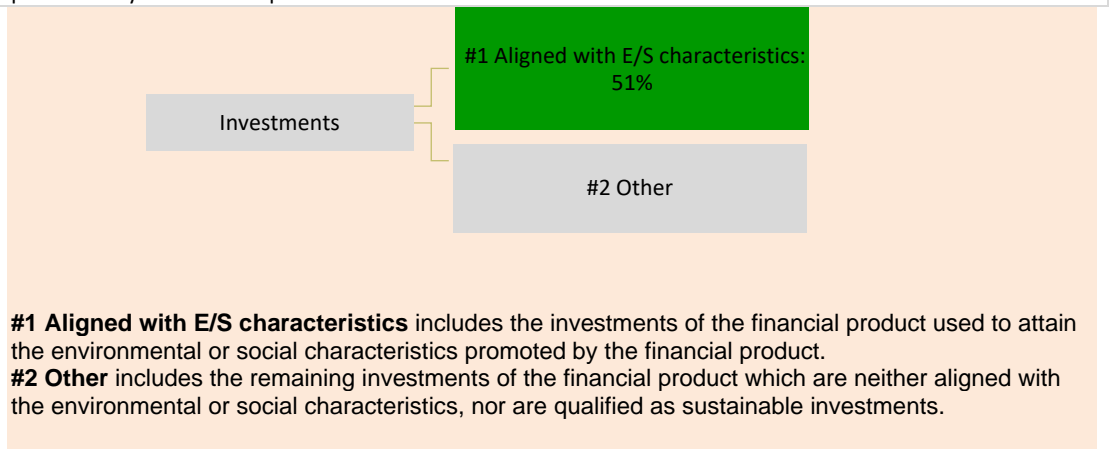 #1 Aligned with E/S characteristics:
51%
Investments
#2 Other
#1 Aligned with E/S characteristics includes the investments of the financial product used to attain
the environmental or social characteristics promoted by the financial product.
#2 Other includes the remaining investments of the financial product which are neither aligned with
the environmental or social characteristics, nor are qualified as sustainable investments.